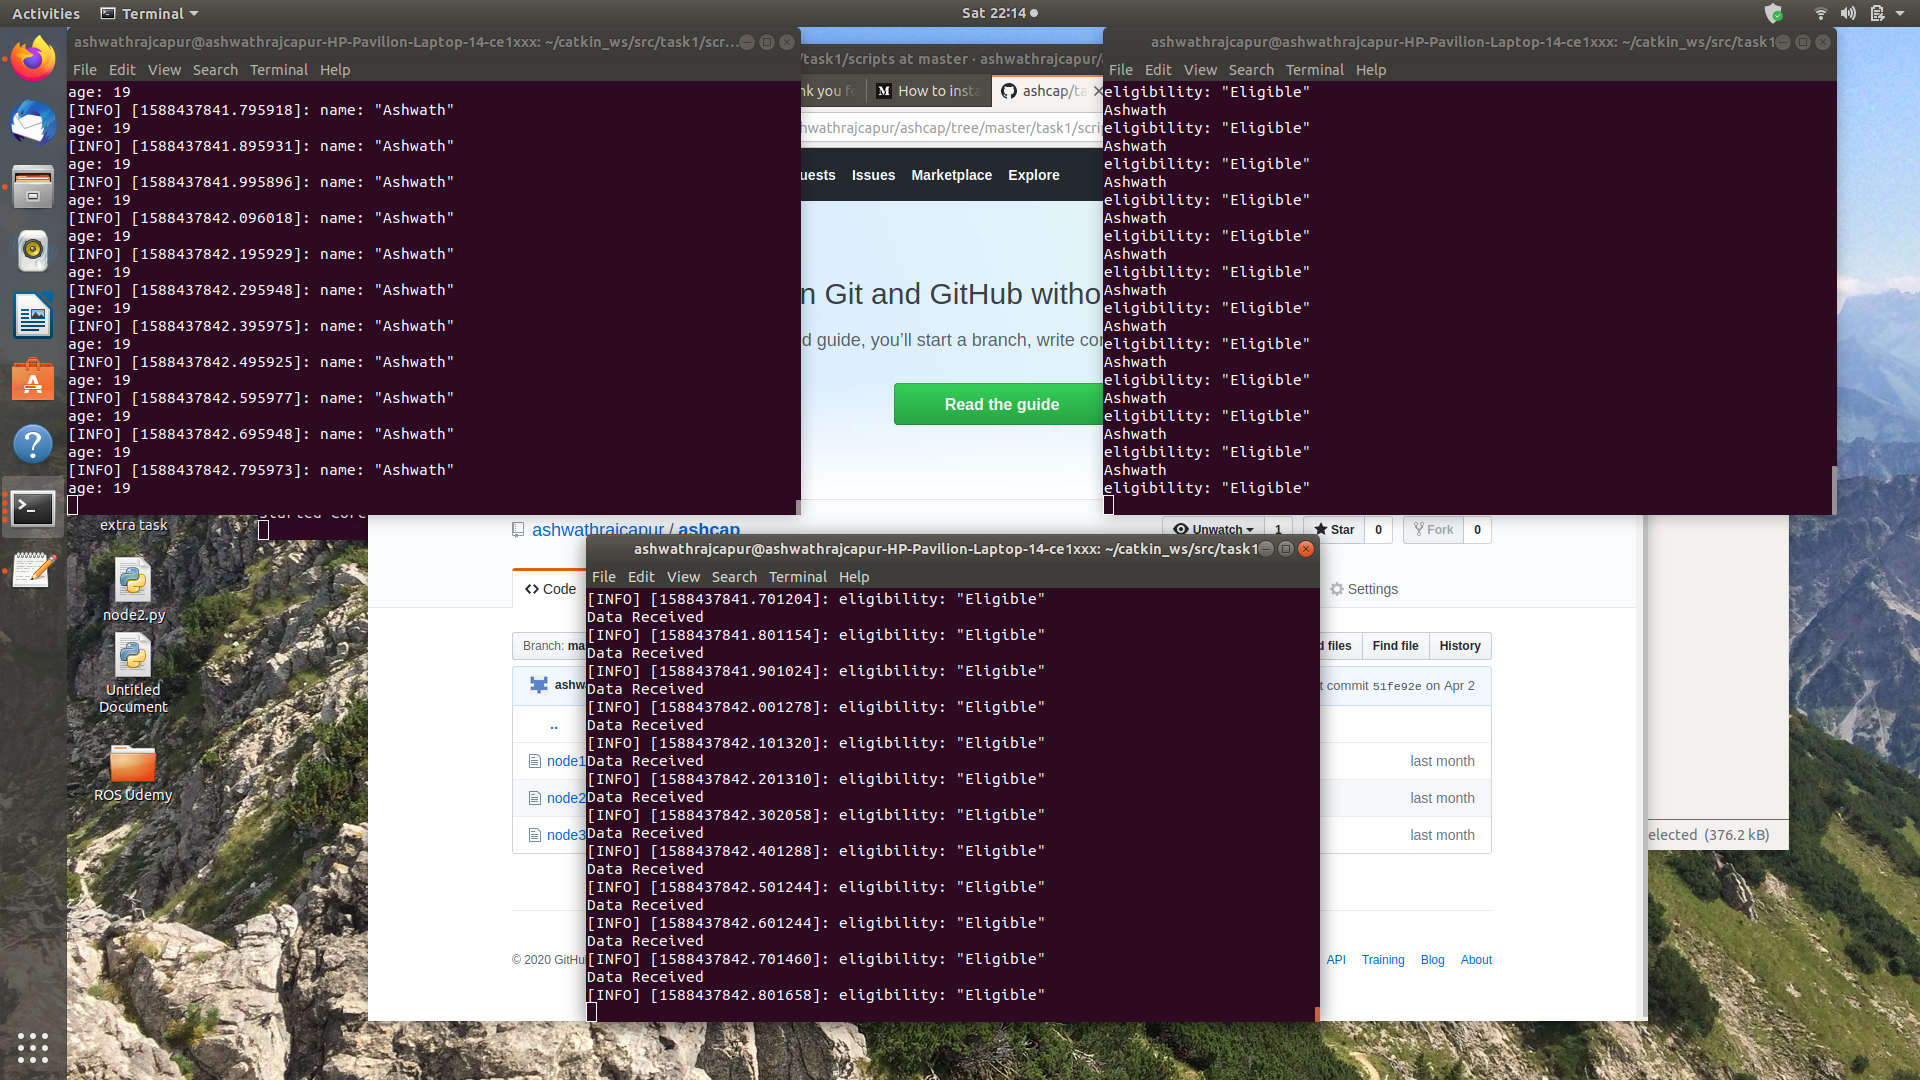 Activities
Terminal
Sat 22:14
ashwathrajcapur@ashwathrajcapur-HP-Pavilion-Laptop-14-ce1xxx: ~/catkin_ws/src/task1/scr...
File Edit View Search Terminal Help
age: 19
[INFO] [1588437841.795918]: name: "Ashwath"
age: 19
[INFO] [1588437841.895931]: name: "Ashwath"
age: 19
[INFO] [1588437841.995896]: name: "Ashwath"
age: 19
[INFO] [1588437842.096018]: name: "Ashwath"
age: 19
[INFO] [1588437842.195929]: name: "Ashwath"
age: 19
[INFO] [1588437842.295948]: name: "Ashwath"
age: 19
[INFO] [1588437842.395975]: name: "Ashwath"
age: 19
[INFO] [1588437842.495925]: name: "Ashwath"
age: 19
[INFO] [1588437842.595977]: name: "Ashwath"
age: 19
[INFO] [1588437842.695948]: name: "Ashwath"
age: 19
[INFO] [1588437842.795973]: name: "Ashwath"
age: 19
/task1/scripts at master · ashwathrajcapur/
nk you fo
How to insta
ashcap/ta
hwathrajcapur/ashcap/tree/master/task1/scri
uests Issues Marketplace Explore
n Git and GitHub witho
d guide, you’ll start a branch, write co
Read the guide
ashwathrajcapur@ashwathrajcapur-HP-Pavilion-Laptop-14-ce1xxx: ~/catkin_ws/src/task1
File Edit View Search Terminal Help
eligibility: "Eligible"
Ashwath
eligibility: "Eligible"
Ashwath
eligibility: "Eligible"
Ashwath
eligibility: "Eligible"
Ashwath
eligibility: "Eligible"
Ashwath
eligibility: "Eligible"
Ashwath
eligibility: "Eligible"
Ashwath
eligibility: "Eligible"
Ashwath
eligibility: "Eligible"
Ashwath
eligibility: "Eligible"
Ashwath
eligibility: "Eligible"
Ashwath
eligibility: "Eligible"
extra task
started core
node2.py
Untitled
Document
ROS Udemy
ashwathrajcapur / ashcap
Unwatch 1 Star 0 Fork 0
Code
Settings
Branch: ma
d files Find file History
ashw
t commit 51fe92e on Apr 2
..
node1
last month
node2
last month
node3
last month
© 2020 GitHu
API Training Blog About
elected (376.2 kB)
ashwathrajcapur@ashwathrajcapur-HP-Pavilion-Laptop-14-ce1xxx: ~/catkin_ws/src/task1
File Edit View Search Terminal Help
[INFO] [1588437841.701204]: eligibility: "Eligible"
Data Received
[INFO] [1588437841.801154]: eligibility: "Eligible"
Data Received
[INFO] [1588437841.901024]: eligibility: "Eligible"
Data Received
[INFO] [1588437842.001278]: eligibility: "Eligible"
Data Received
[INFO] [1588437842.101320]: eligibility: "Eligible"
Data Received
[INFO] [1588437842.201310]: eligibility: "Eligible"
Data Received
[INFO] [1588437842.302058]: eligibility: "Eligible"
Data Received
[INFO] [1588437842.401288]: eligibility: "Eligible"
Data Received
[INFO] [1588437842.501244]: eligibility: "Eligible"
Data Received
[INFO] [1588437842.601244]: eligibility: "Eligible"
Data Received
[INFO] [1588437842.701460]: eligibility: "Eligible"
Data Received
[INFO] [1588437842.801658]: eligibility: "Eligible"